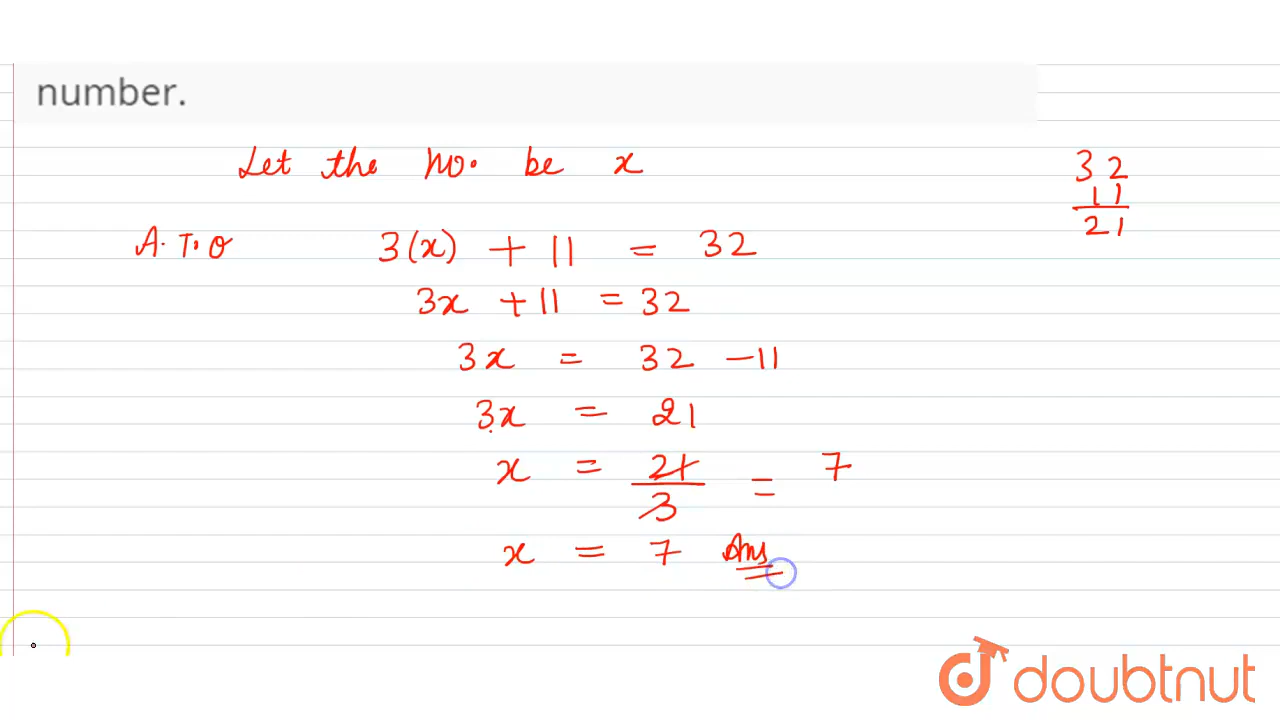 number.
Let the no. be x
32
11
21
A.T.Q 3(x) + 11 = 32
3x + 11 = 32
3x = 32 - 11
3x = 21
x = 21/3 = 7
x = 7 Ans
doubtnut